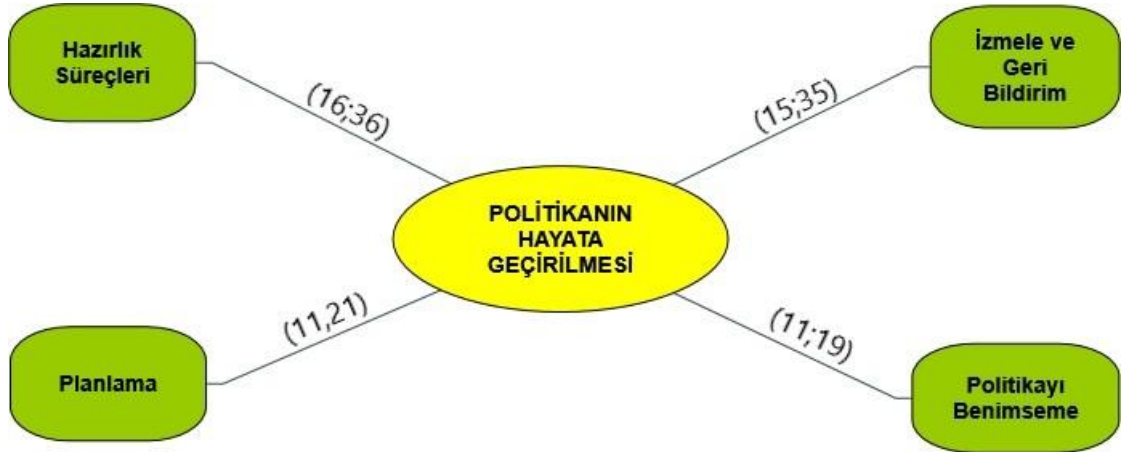 Hazırlık
Süreçleri
(16;36)
İzmele ve
Geri
Bildirim
(15;35)
POLİTİKANIN
HAYATA
GEÇİRİLMESİ
Planlama
(11,21)
Politikayı
Benimseme
(11;19)